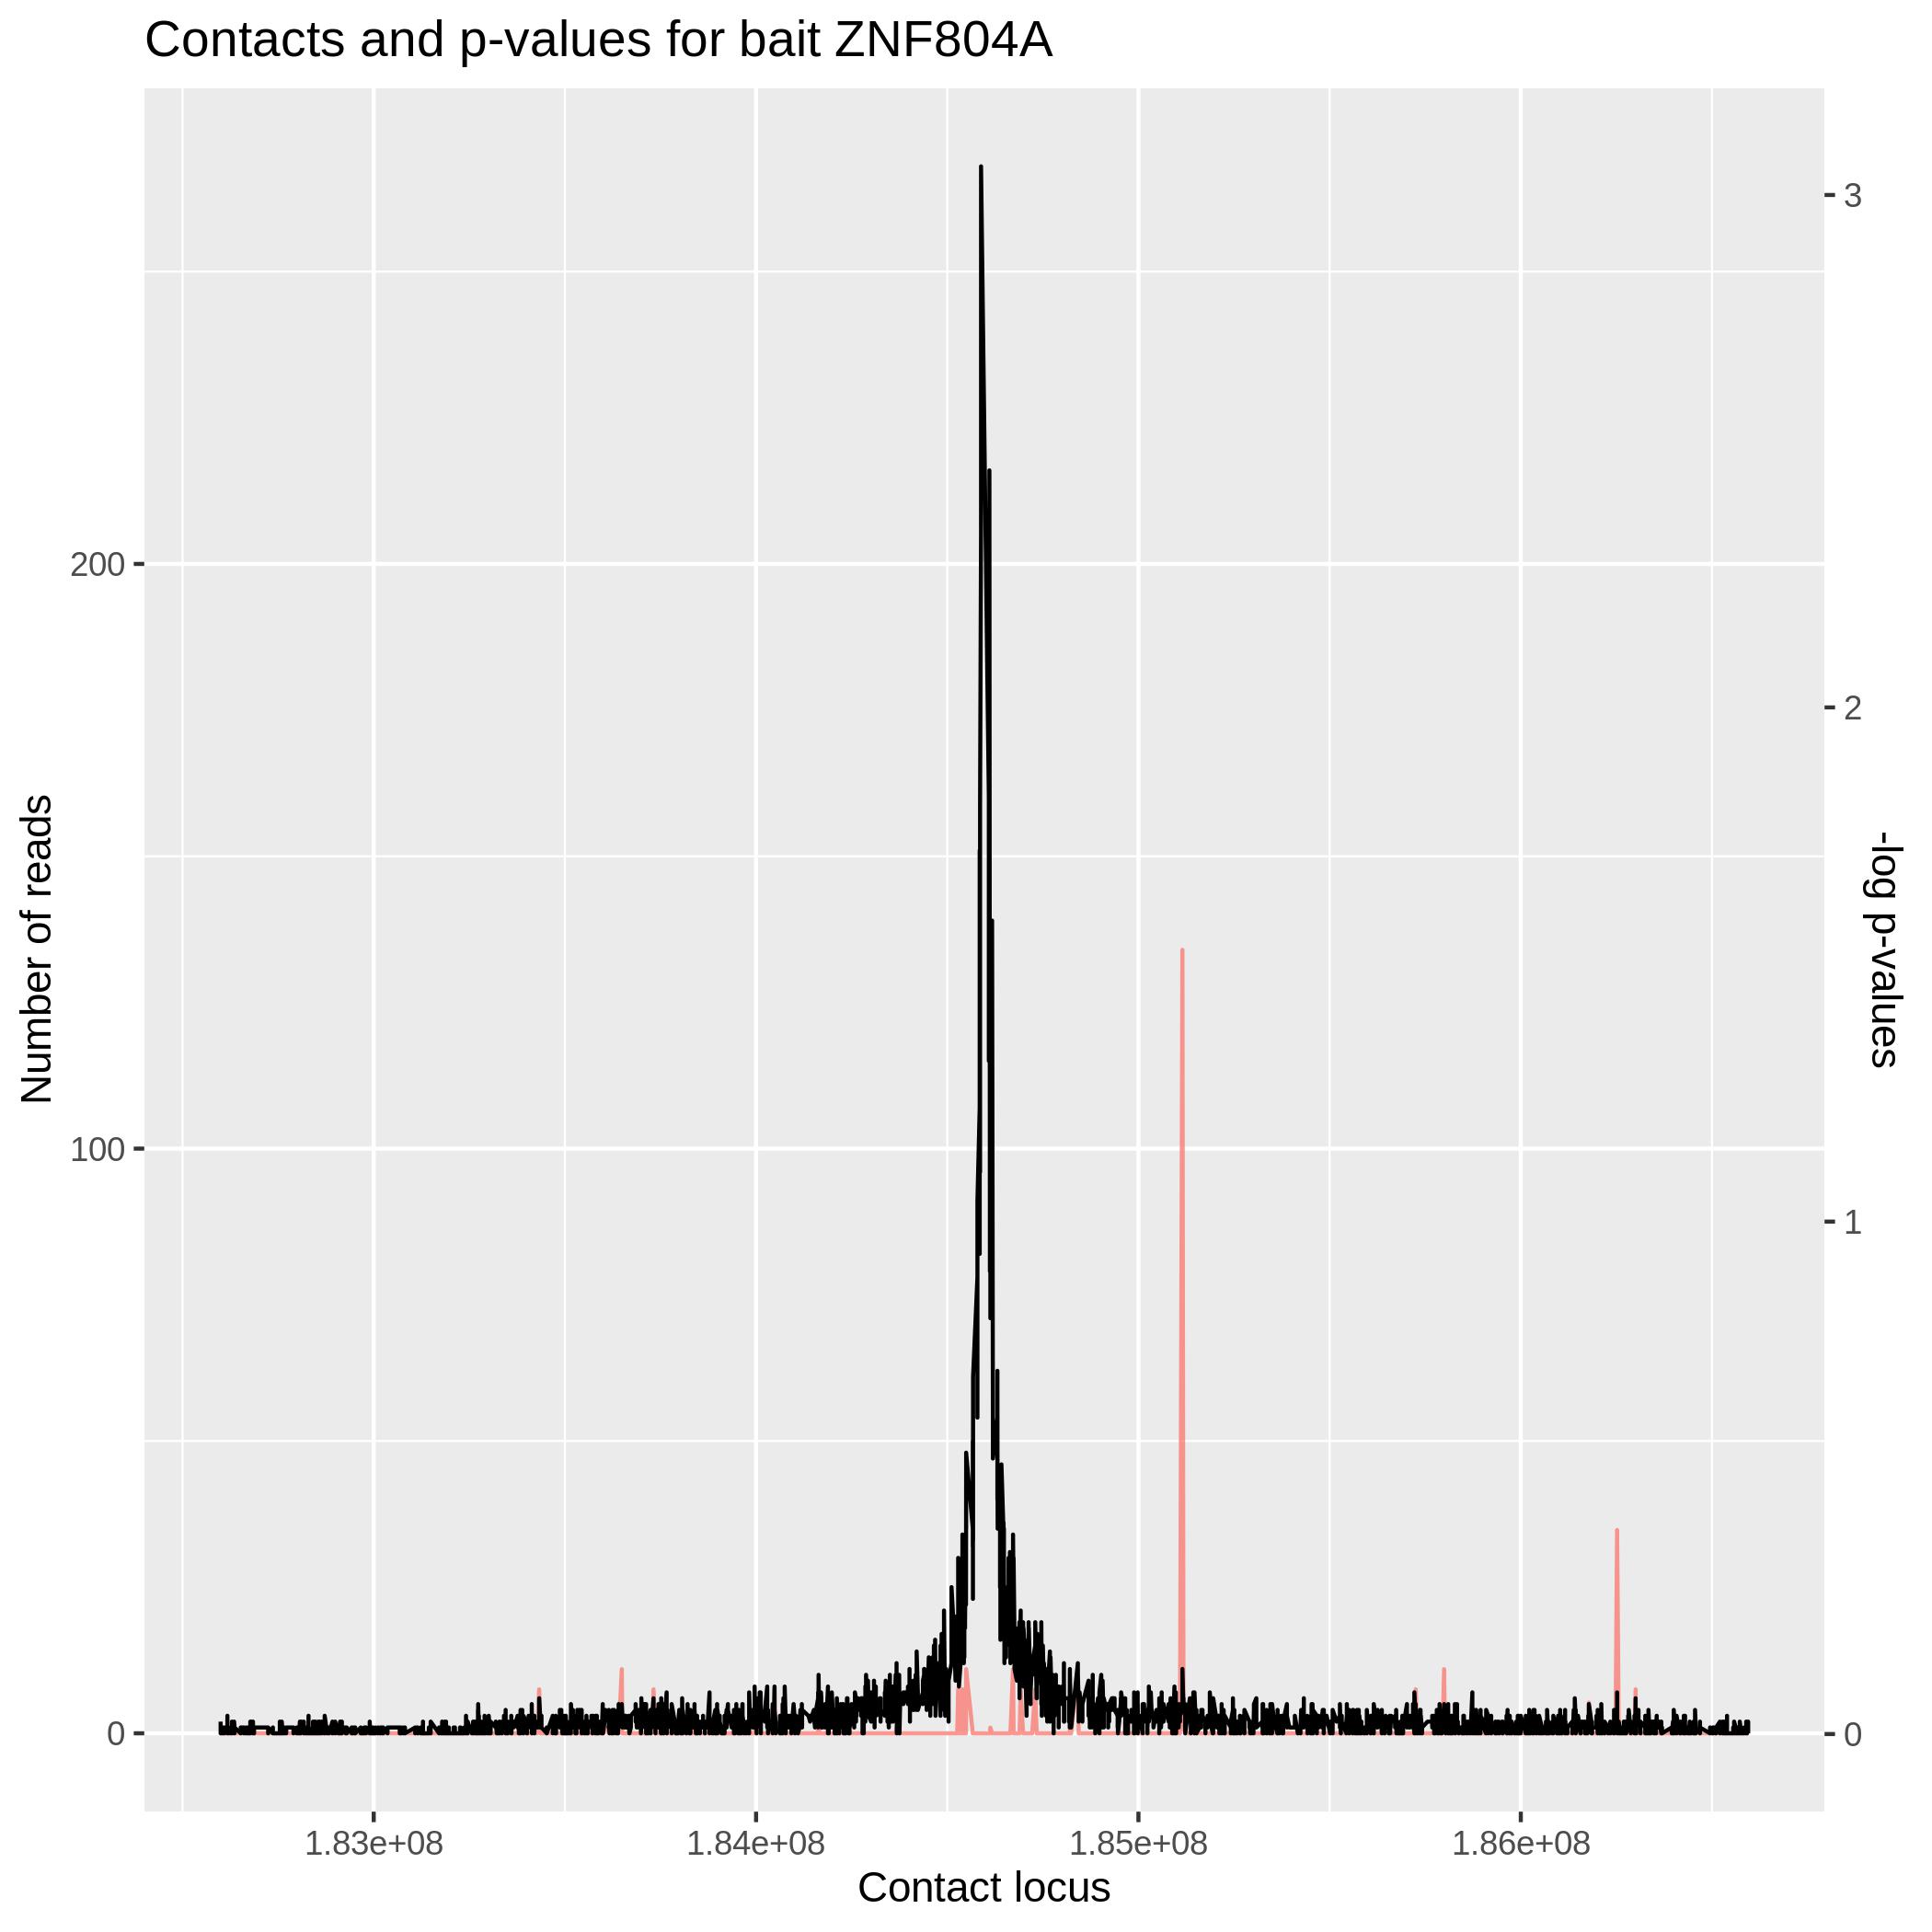 Contacts and p-values for bait ZNF804A
Number of reads
200
100
0
3
2
1
0
-log p-values
1.83e+08
1.84e+08
1.85e+08
1.86e+08
Contact locus